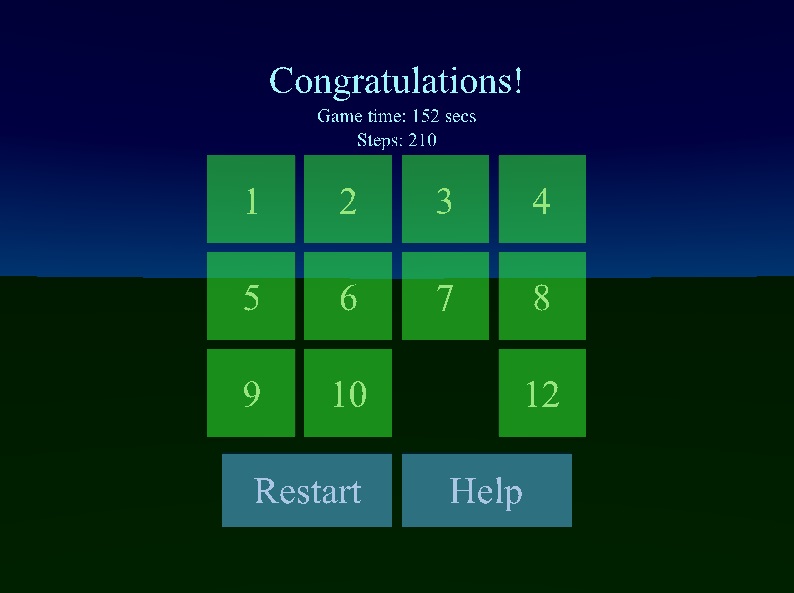 Congratulations!
Game time: 152 secs
Steps: 210
1 2 3 4
5 6 7 8
9 10 12
Restart Help